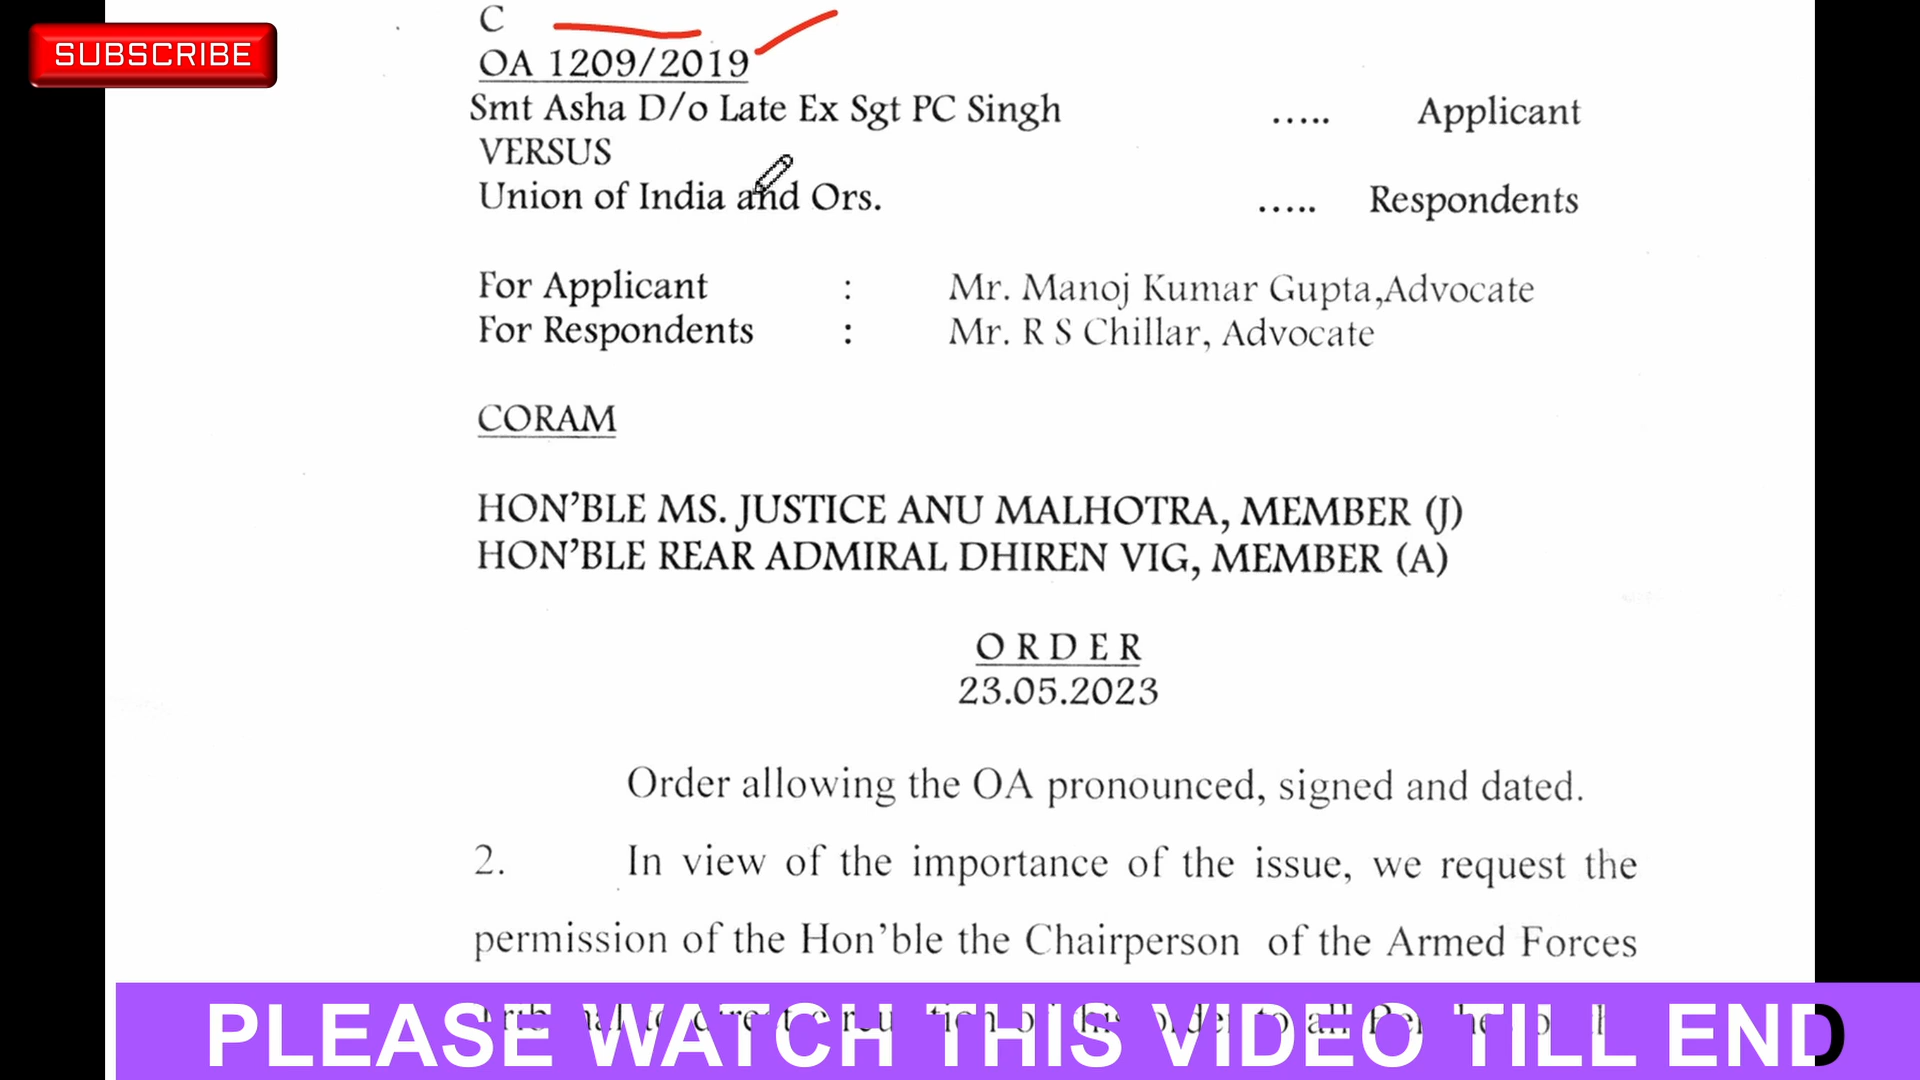 SUBSCRIBE
C
OA 1209/2019
Smt Asha D/o Late Ex Sgt PC Singh ..... Applicant
VERSUS
Union of India and Ors. ..... Respondents
For Applicant : Mr. Manoj Kumar Gupta,Advocate
For Respondents : Mr. R S Chillar, Advocate
CORAM
HON'BLE MS. JUSTICE ANU MALHOTRA, MEMBER (J)
HON'BLE REAR ADMIRAL DHIREN VIG, MEMBER (A)
O R D E R
23.05.2023
Order allowing the OA pronounced, signed and dated.
2. In view of the importance of the issue, we request the
permission of the Hon'ble the Chairperson of the Armed Forces
PLEASE WATCH THIS VIDEO TILL END